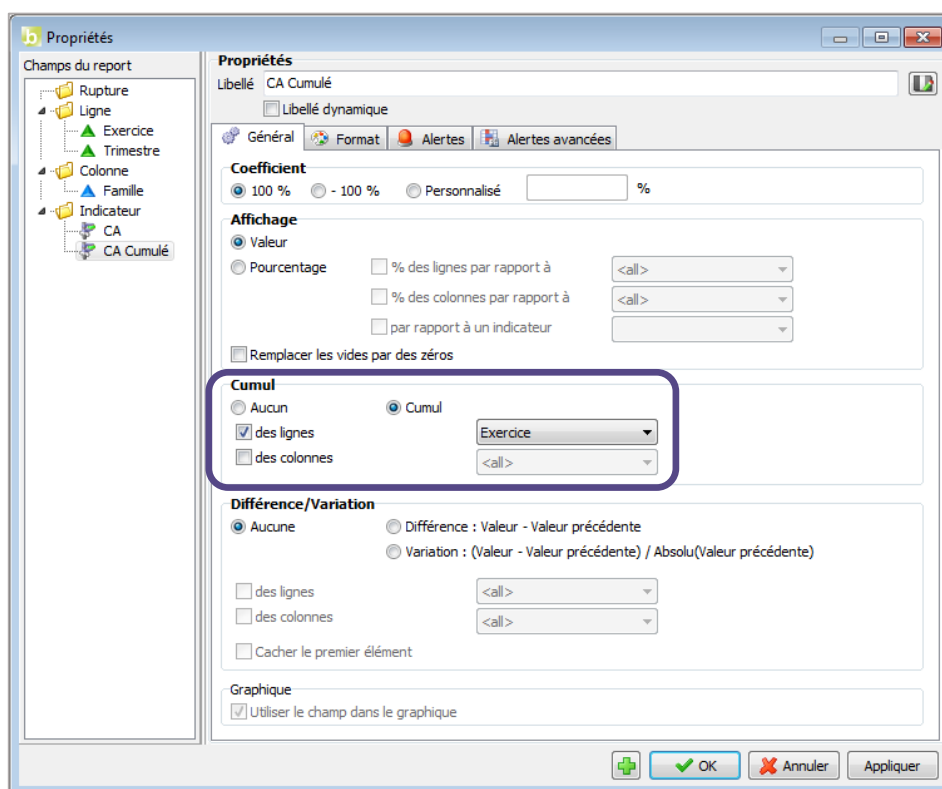 Propriétés
Champs du report
Rupture
Ligne
Exercice
Trimestre
Colonne
Famille
Indicateur
CA
CA Cumulé
Propriétés
Libellé CA Cumulé
Libellé dynamique
Général Format Alertes Alertes avancées
Coefficient
100 % - 100 % Personnalisé %
Affichage
Valeur
Pourcentage % des lignes par rapport à <all>
% des colonnes par rapport à <all>
par rapport à un indicateur
Remplacer les vides par des zéros
Cumul
Aucun Cumul
des lignes Exercice
des colonnes <all>
Différence/Variation
Aucune Différence : Valeur - Valeur précédente
Variation : (Valeur - Valeur précédente) / Absolu(Valeur précédente)
des lignes <all>
des colonnes <all>
Cacher le premier élément
Graphique
Utiliser le champ dans le graphique
OK Annuler Appliquer